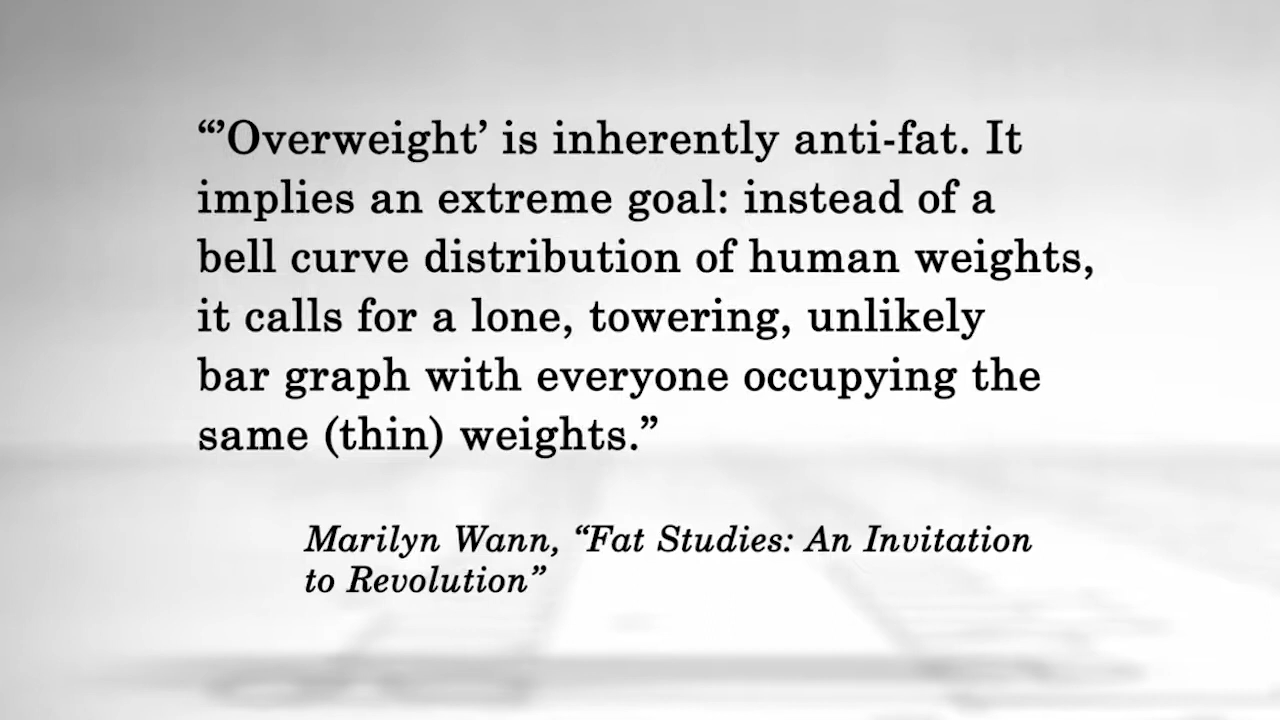 “’Overweight’ is inherently anti-fat. It
implies an extreme goal: instead of a
bell curve distribution of human weights,
it calls for a lone, towering, unlikely
bar graph with everyone occupying the
same (thin) weights.”
Marilyn Wann, “Fat Studies: An Invitation
to Revolution”